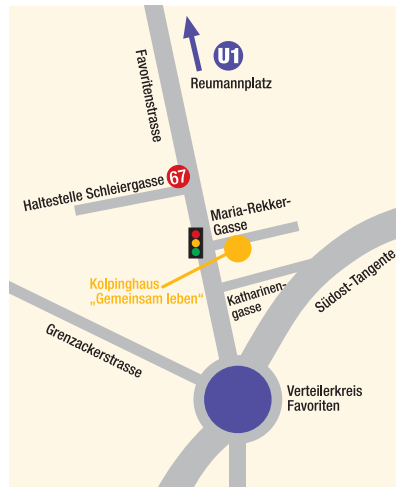 U1
Reumannplatz
Favoritenstrasse
67
Haltestelle Schleiergasse
Maria-Rekker-
Gasse
Kolpinghaus
„Gemeinsam leben“
Katharinen-
gasse
Südost-Tangente
Grenzackerstrasse
Verteilerkreis
Favoriten